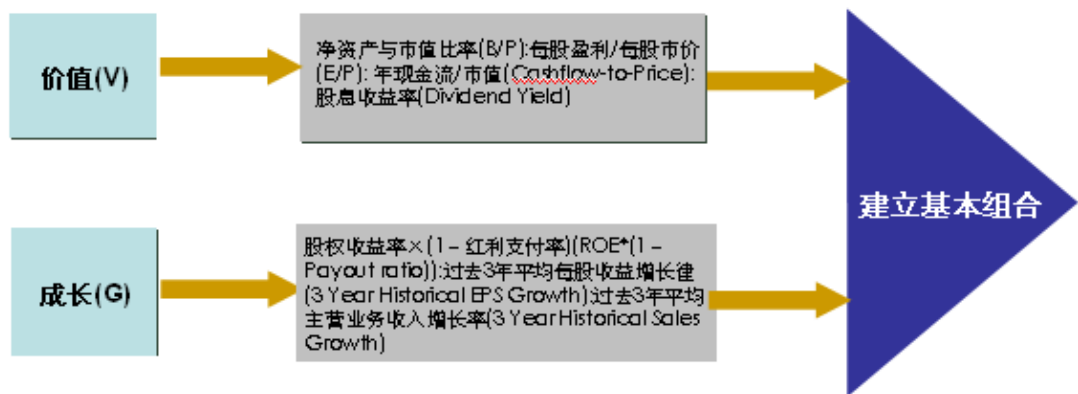 价值(V)
净资产与市值比率(B/P):每股盈利/每股市价
(E/P): 年现金流/市值(Cashflow-to-Price):
股息收益率(Dividend Yield)
建立基本组合
成长(G)
股权收益率×(1-红利支付率)(ROE*(1-
Payout ratio)):过去3年平均每股收益增长律
(3 Year Historical EPS Growth):过去3年平均
主营业务收入增长率(3 Year Historical Sales
Growth)